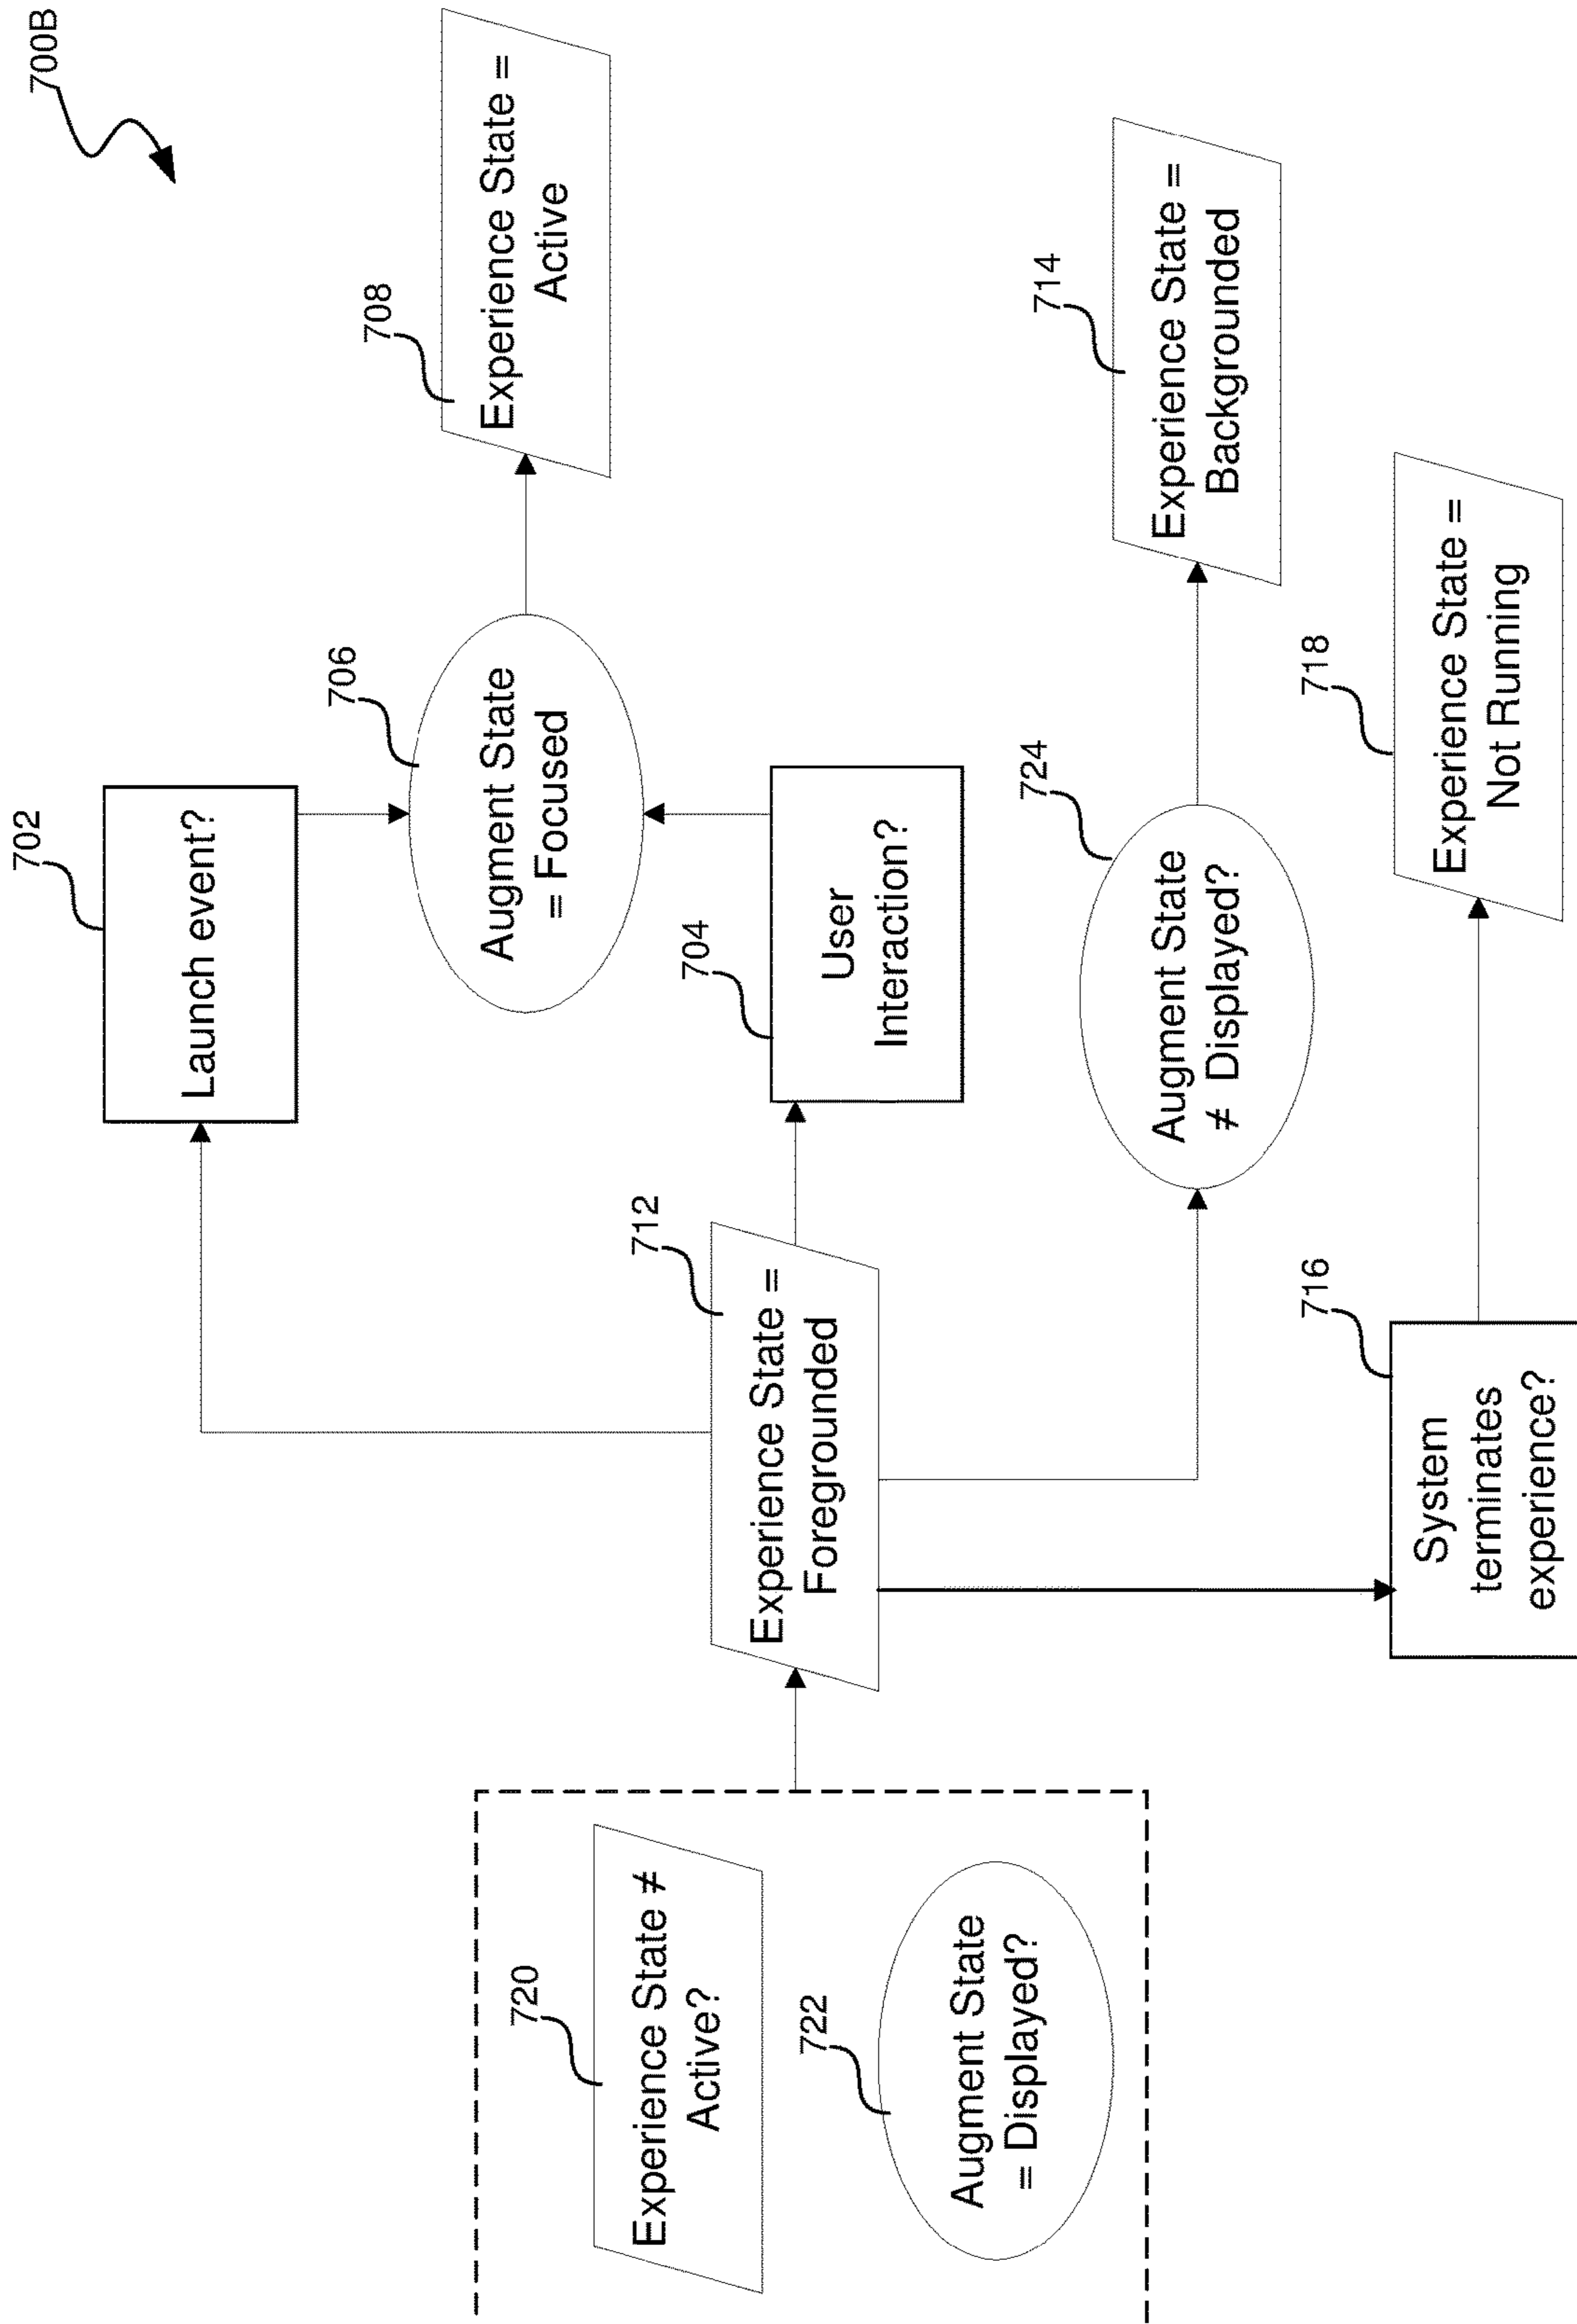 700B
702
Launch event?
706
Augment State
= Focused
708
Experience State =
Active
704
User
Interaction?
712
Experience State =
Foregrounded
720
Experience State ≠
Active?
722
Augment State
= Displayed?
724
Augment State
≠ Displayed?
714
Experience State =
Backgrounded
716
System
terminates
experience?
718
Experience State =
Not Running